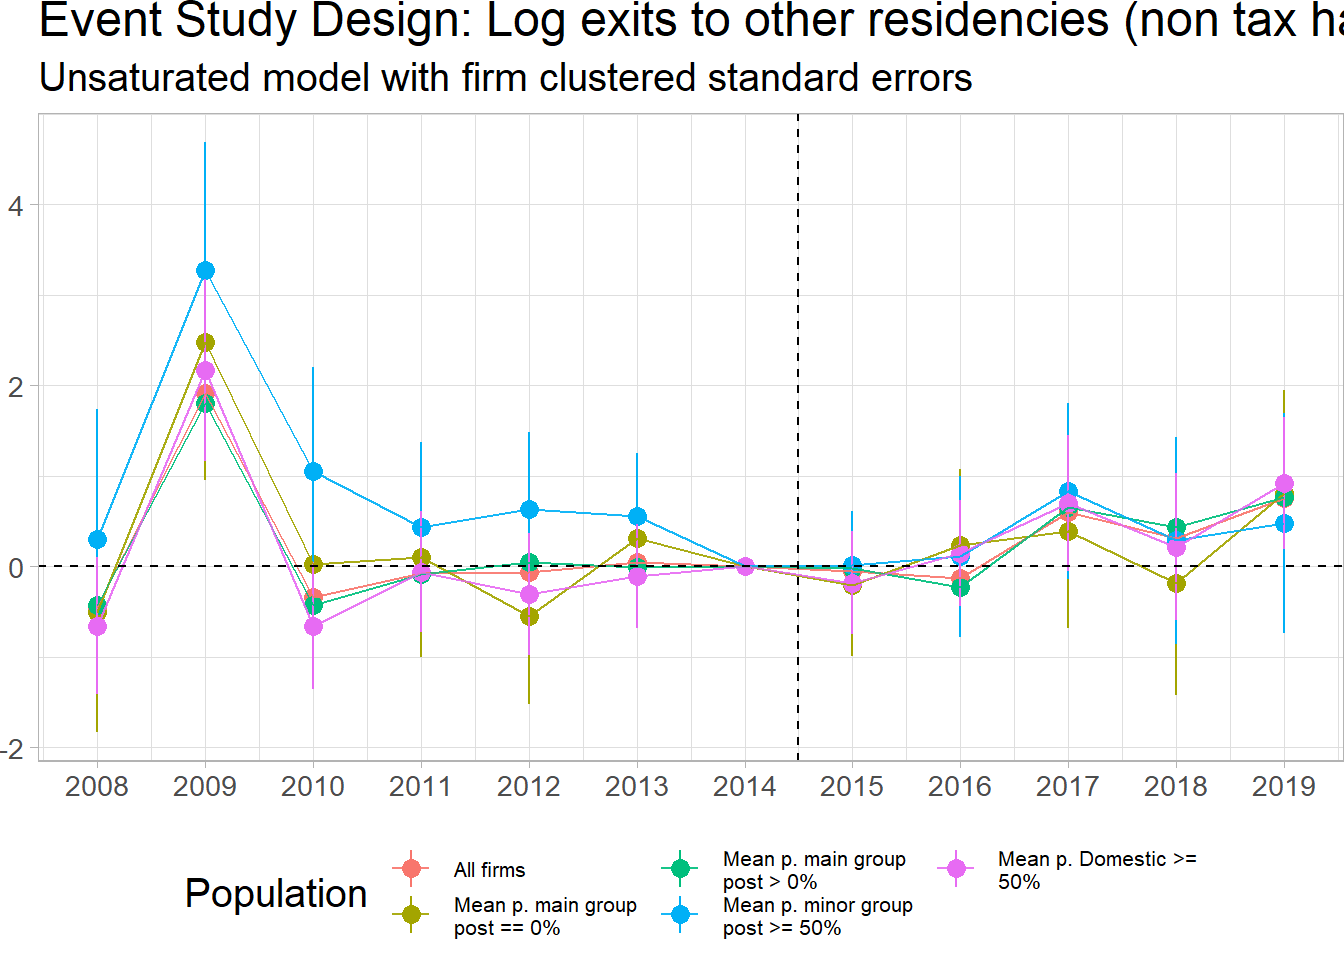 Event Study Design: Log exits to other residencies (non tax ha
Unsaturated model with firm clustered standard errors
4
2
0
-2
2008 2009 2010 2011 2012 2013 2014 2015 2016 2017 2018 2019
Population
All firms
Mean p. main group
post == 0%
Mean p. main group
post > 0%
Mean p. minor group
post >= 50%
Mean p. Domestic >=
50%